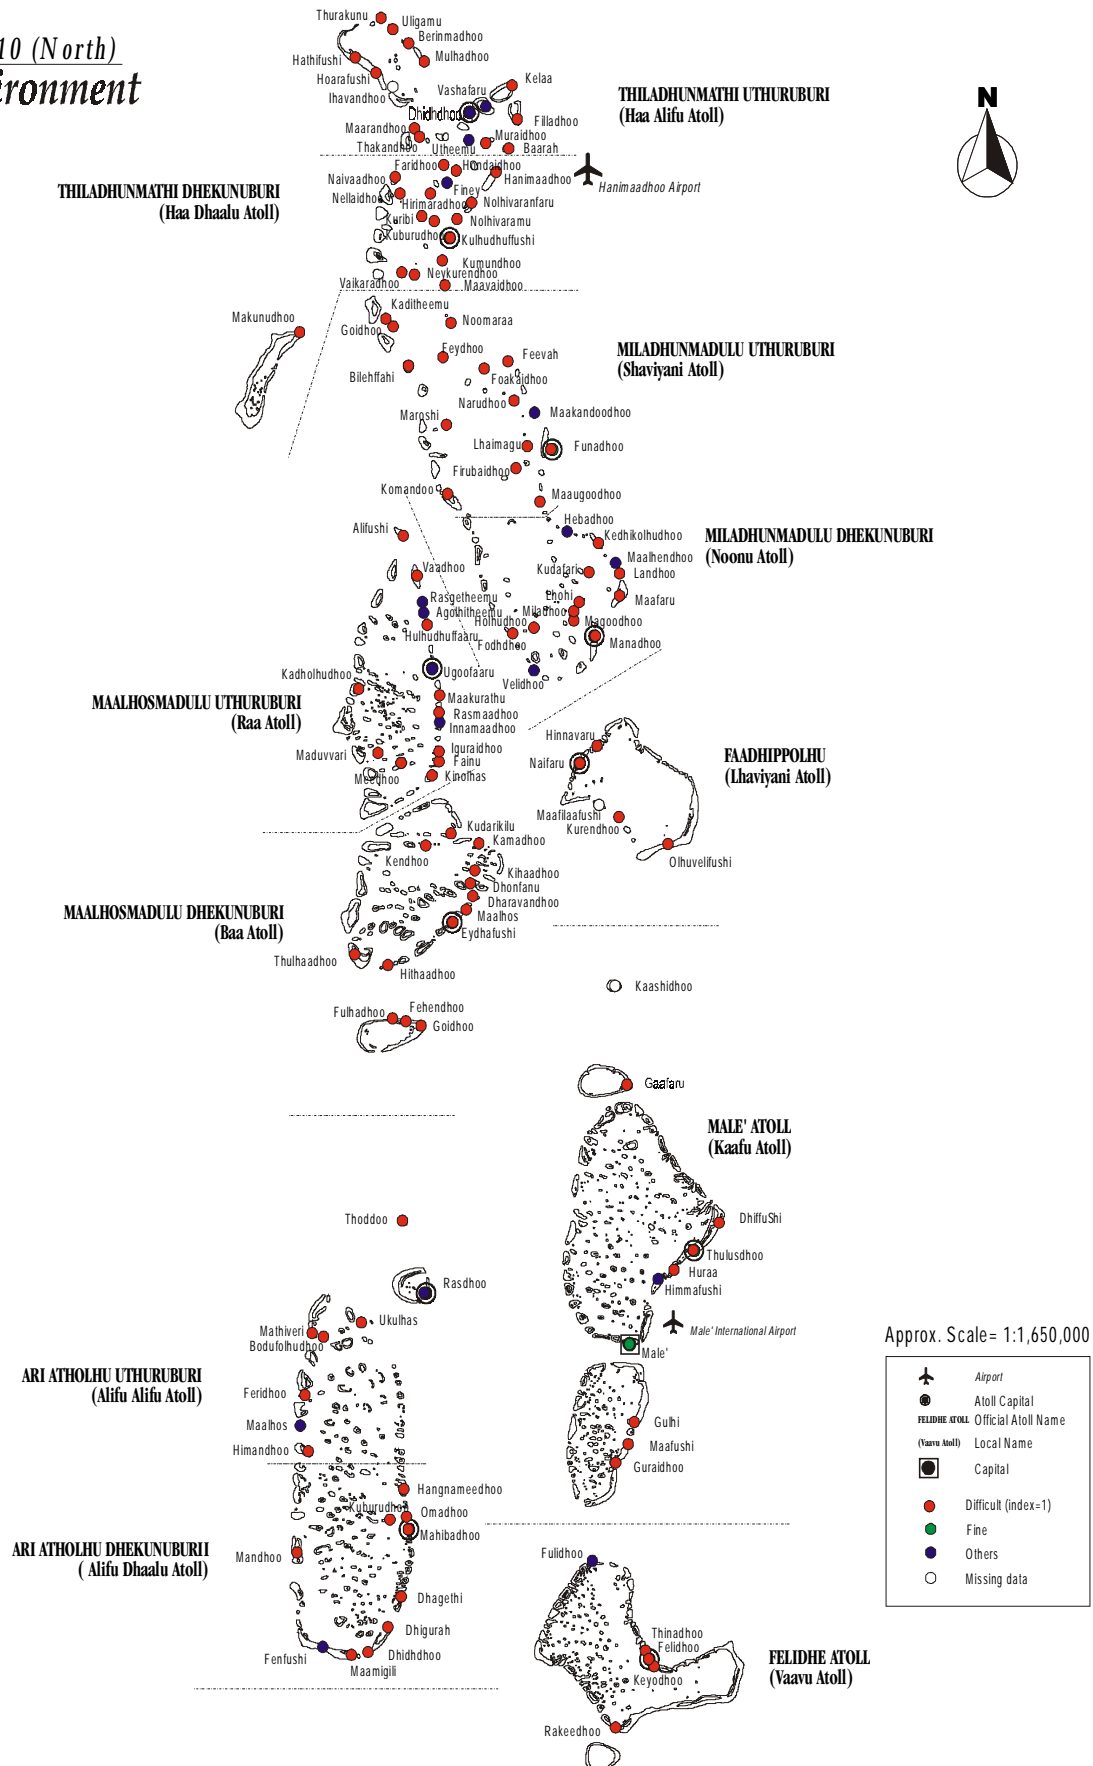 10 (North)
ironment
N
Thurakunu
Uligamu
Berinmadhoo
Hathifushi
Mulhadhoo
Hoarafushi
Ihavandhoo
Vashafaru
Kelaa
Dhidhdhoo
Filladhoo
Maarandhoo
Thakandhoo
Utheemu
Muraidhoo
Baarah
THILADHUNMATHI UTHURUBURI
(Haa Alifu Atoll)
Faridhoo
Hondaidhoo
Hanimaadhoo
Hanimaadhoo Airport
Naivaadhoo
Finey
Nellaidhoo
Hirimaradhoo
Nolhivaranfaru
Kuribi
Nolhivaramu
Kuburudhoo
Kulhudhuffushi
Kumundhoo
Vaikaradhoo
Neykurendhoo
Maavaidhoo
THILADHUNMATHI DHEKUNUBURI
(Haa Dhaalu Atoll)
Makunudhoo
Kaditheemu
Goidhoo
Noomaraa
Feydhoo
Feevah
Bilehffahi
Foakaidhoo
Narudhoo
Maakandoodhoo
Maroshi
Lhaimagu
Funadhoo
Firubaidhoo
Komandoo
Maaugoodhoo
MILADHUNMADULU UTHURUBURI
(Shaviyani Atoll)
Hebadhoo
Kedhikolhudhoo
Maalhendhoo
Kudafari
Landhoo
Lhohi
Maafaru
Miladhoo
Magoodhoo
Holhudhoo
Fodhdhoo
Manadhoo
Velidhoo
MILADHUNMADULU DHEKUNUBURI
(Noonu Atoll)
Alifushi
Vaadhoo
Rasgetheemu
Agolhitheemu
Hulhudhuffaaru
Ugoofaaru
Kadholhudhoo
Maakurathu
Rasmaadhoo
Innamaadhoo
Maduvvari
Iguraidhoo
Meedhoo
Fainu
Kinolhas
MAALHOSMADULU UTHURUBURI
(Raa Atoll)
Hinnavaru
Naifaru
Maafilaafushi
Kurendhoo
Olhuvelifushi
FAADHIPPOLHU
(Lhaviyani Atoll)
Kudarikilu
Kamadhoo
Kendhoo
Kihaadhoo
Dhonfanu
Dharavandhoo
Maalhos
Eydhafushi
Thulhaadhoo
Hithaadhoo
Fulhadhoo
Fehendhoo
Goidhoo
MAALHOSMADULU DHEKUNUBURI
(Baa Atoll)
Kaashidhoo
Gaafaru
MALE' ATOLL
(Kaafu Atoll)
DhiffuShi
Thulusdhoo
Huraa
Himmafushi
Male' International Airport
Male'
Gulhi
Maafushi
Guraidhoo
Thoddoo
Rasdhoo
Ukulhas
Mathiveri
Bodufolhudhoo
Feridhoo
Maalhos
Himandhoo
ARI ATHOLHU UTHURUBURI
(Alifu Alifu Atoll)
Hangnameedhoo
Kuburudhoo
Omadhoo
Mahibadhoo
Mandhoo
Dhagethi
Dhigurah
Fenfushi
Dhidhdhoo
Maamigili
ARI ATHOLHU DHEKUNUBURII
( Alifu Dhaalu Atoll)
Fulidhoo
Thinadhoo
Felidhoo
Keyodhoo
Rakeedhoo
FELIDHE ATOLL
(Vaavu Atoll)
Approx. Scale= 1:1,650,000
Airport
Atoll Capital
FELIDHE ATOLL Official Atoll Name
(Vaavu Atoll) Local Name
Capital
Difficult (index=1)
Fine
Others
Missing data